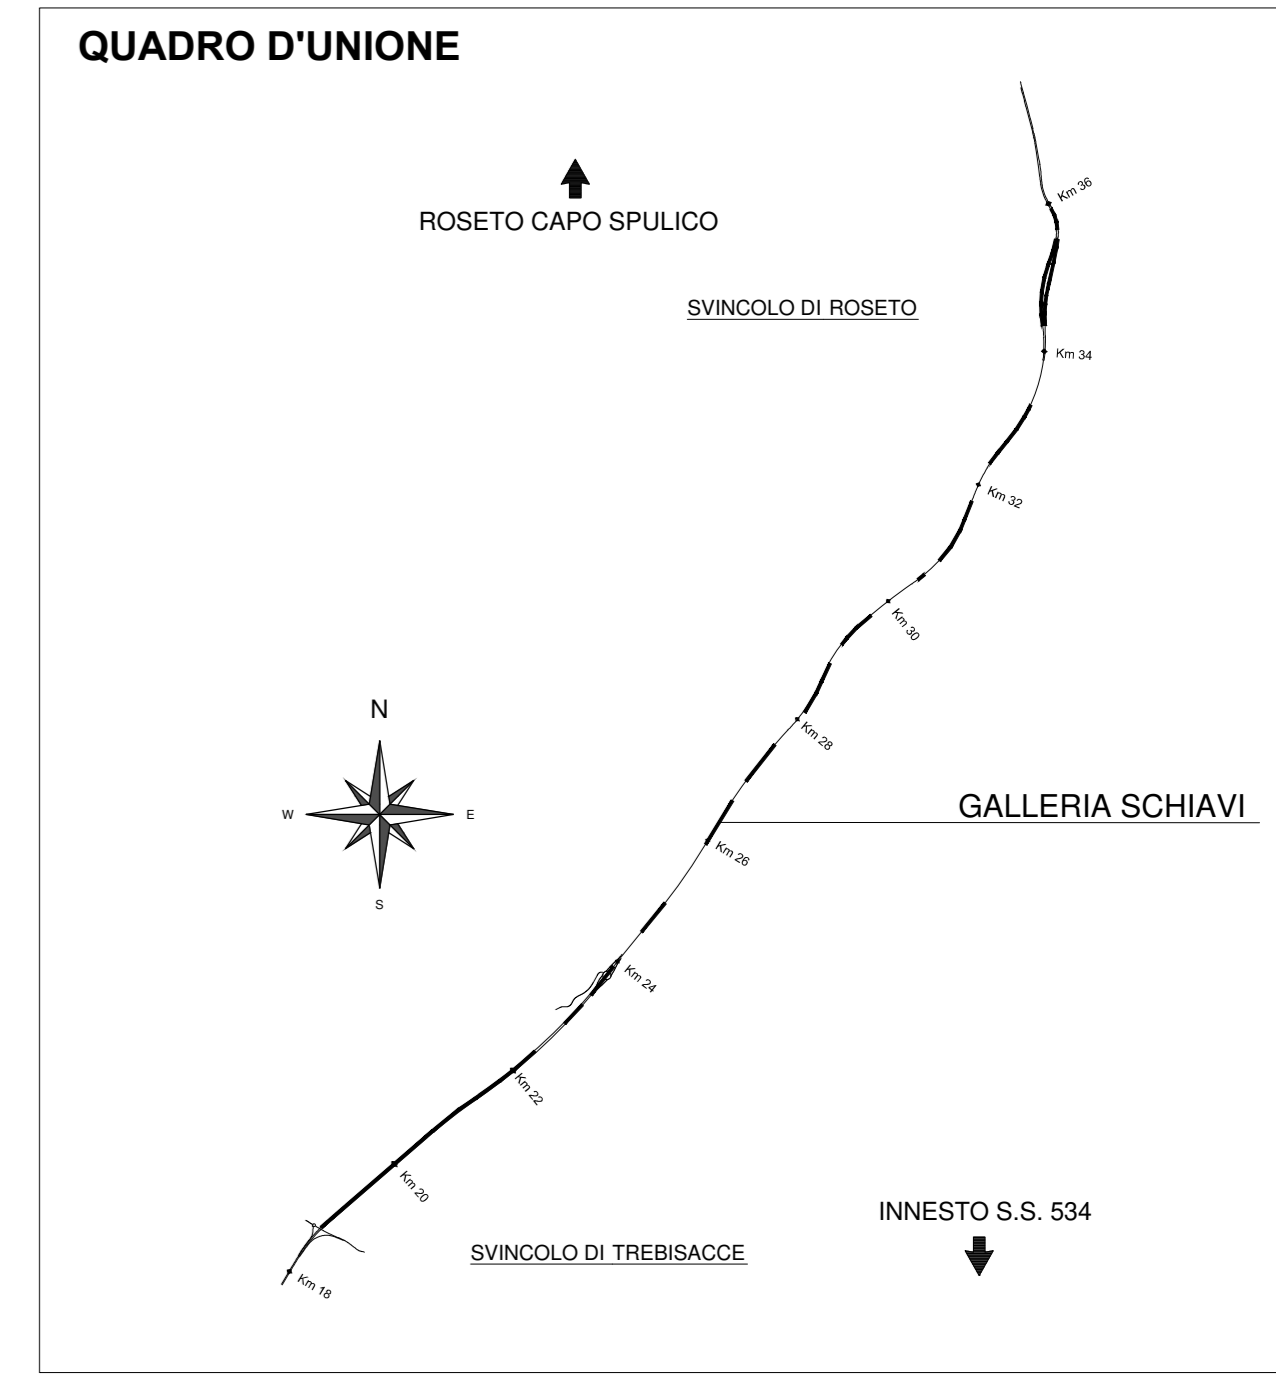 QUADRO D'UNIONE
Km 36
ROSETO CAPO SPULICO
SVINCOLO DI ROSETO
Km 34
Km 32
Km 30
N
Km 28
W
E
GALLERIA SCHIAVI
Km 26
S
Km 24
Km 22
Km 20
INNESTO S.S. 534
SVINCOLO DI TREBISACCE
Km 18